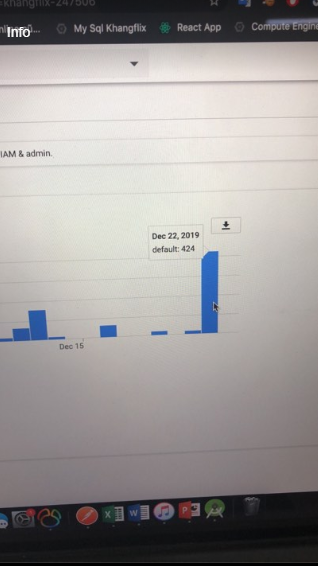 khangflix-247506
Info
My Sql Khangflix
React App
Compute Engine
IAM & admin.
Dec 22, 2019
default: 424
Dec 15